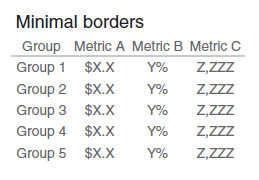 Minimal borders
Group Metric A Metric B Metric C
Group 1 $X.X Y% Z,ZZZ
Group 2 $X.X Y% Z,ZZZ
Group 3 $X.X Y% Z,ZZZ
Group 4 $X.X Y% Z,ZZZ
Group 5 $X.X Y% Z,ZZZ